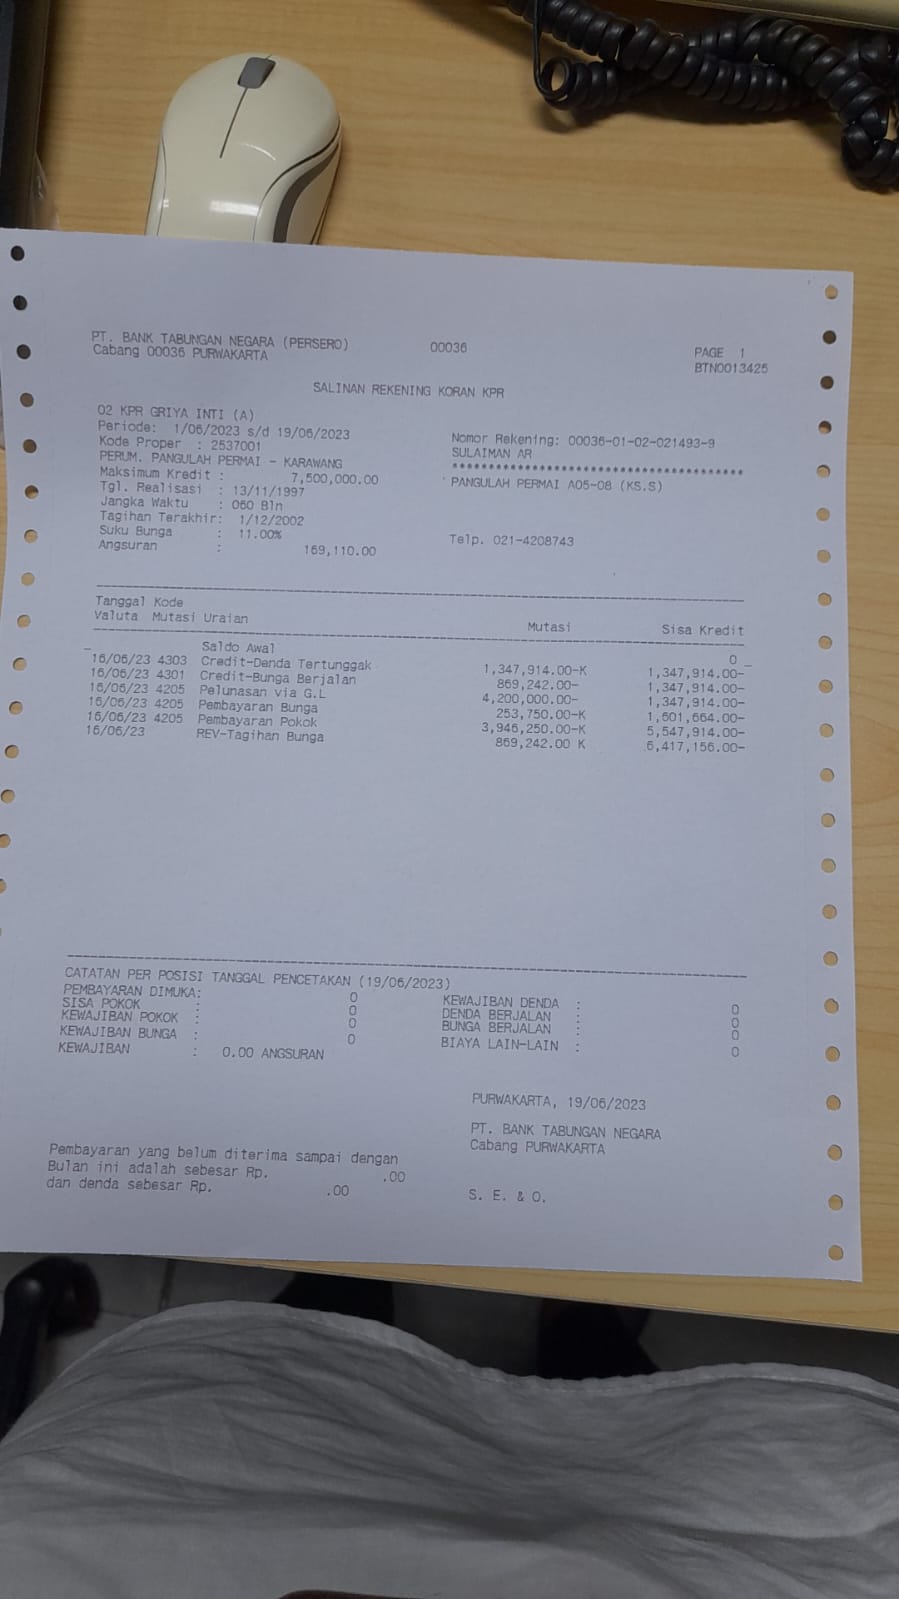 PT. BANK TABUNGAN NEGARA (PERSERO) 00036 PAGE 1
Cabang 00036 PURWAKARTA BTN0013425
SALINAN REKENING KORAN KPR
02 KPR GRIYA INTI (A)
Periode: 1/06/2023 s/d 19/06/2023 Nomor Rekening: 00036-01-02-021493-9
Kode Proper : 2537001 SULAIMAN AR
PERUM. PANGULAH PERMAI - KARAWANG ****************************************
Maksimum Kredit : 7,500,000.00 PANGULAH PERMAI A05-08 (KS.S)
Tgl. Realisasi : 13/11/1997
Jangka Waktu : 060 Bln
Tagihan Terakhir: 1/12/2002
Suku Bunga : 11.00% Telp. 021-4208743
Angsuran : 169,110.00
Tanggal Kode
Valuta Mutasi Uraian Mutasi Sisa Kredit
Saldo Awal 0
16/06/23 4303 Credit-Denda Tertunggak 1,347,914.00-K 1,347,914.00-
16/06/23 4301 Credit-Bunga Berjalan 869,242.00- 1,347,914.00-
16/06/23 4205 Pelunasan via G.L 4,200,000.00- 1,347,914.00-
16/06/23 4205 Pembayaran Bunga 253,750.00-K 1,601,664.00-
16/06/23 4205 Pembayaran Pokok 3,946,250.00-K 5,547,914.00-
16/06/23 REV-Tagihan Bunga 869,242.00 K 6,417,156.00-
CATATAN PER POSISI TANGGAL PENCETAKAN (19/06/2023)
PEMBAYARAN DIMUKA: 0 KEWAJIBAN DENDA : 0
SISA POKOK : 0 DENDA BERJALAN : 0
KEWAJIBAN POKOK : 0 BUNGA BERJALAN : 0
KEWAJIBAN BUNGA : 0 BIAYA LAIN-LAIN : 0
KEWAJIBAN : 0.00 ANGSURAN
PURWAKARTA, 19/06/2023
PT. BANK TABUNGAN NEGARA
Cabang PURWAKARTA
Pembayaran yang belum diterima sampai dengan
Bulan ini adalah sebesar Rp. .00
dan denda sebesar Rp. .00
S. E. & O.